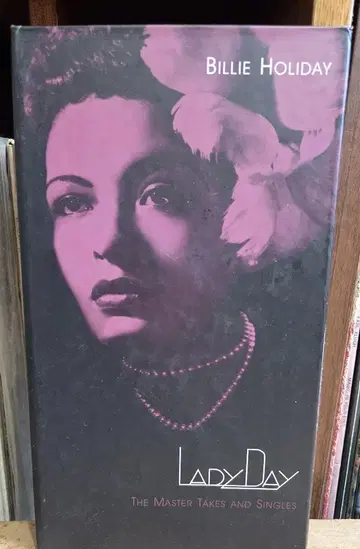 BILLIE HOLIDAY
LADY DAY
THE MASTER TAKES AND SINGLES